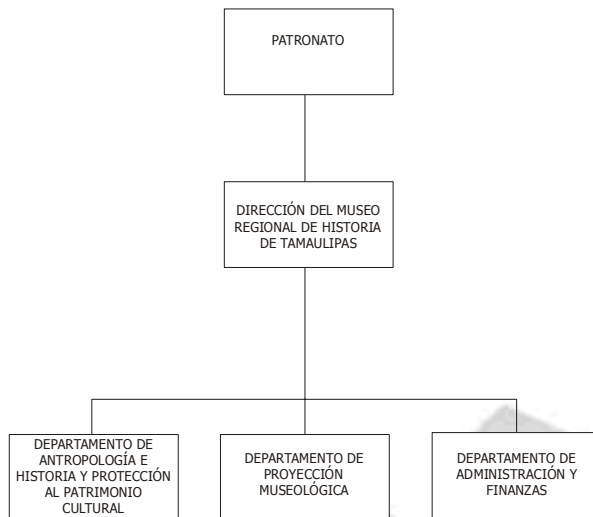 PATRONATO
DIRECCIÓN DEL MUSEO
REGIONAL DE HISTORIA
DE TAMAULIPAS
DEPARTAMENTO DE
ANTROPOLOGÍA E
HISTORIA Y PROTECCIÓN
AL PATRIMONIO
CULTURAL
DEPARTAMENTO DE
PROYECCIÓN
MUSEOLÓGICA
DEPARTAMENTO DE
ADMINISTRACIÓN Y
FINANZAS